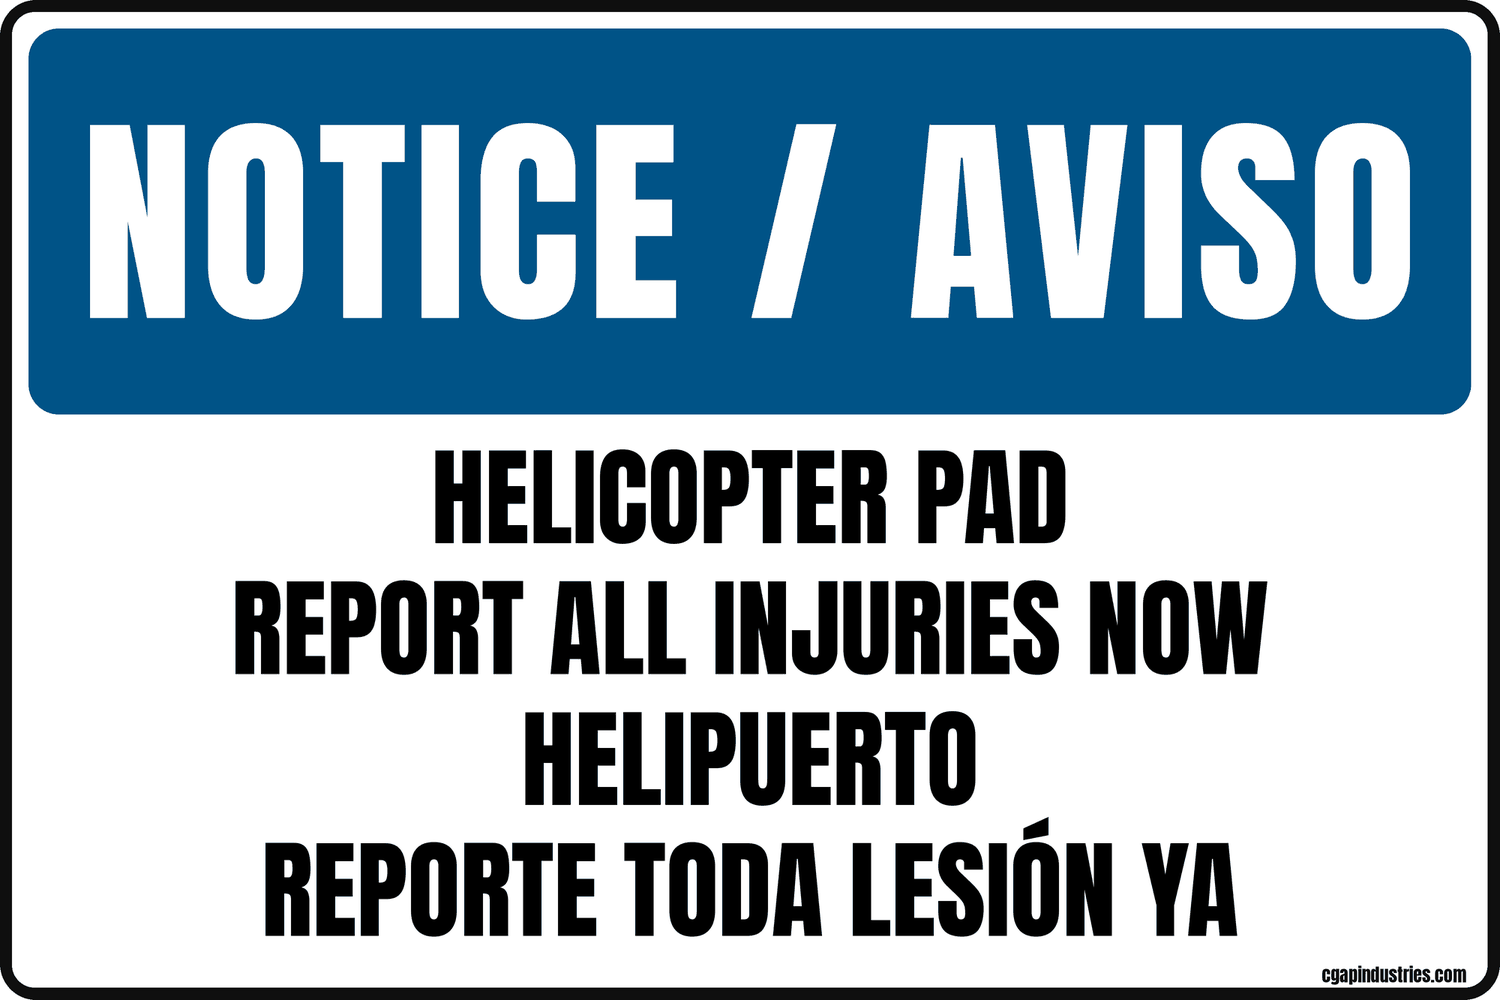 NOTICE / AVISO
HELICOPTER PAD
REPORT ALL INJURIES NOW
HELIPUERTO
REPORTE TODA LESIÓN YA
cgapindustries.com